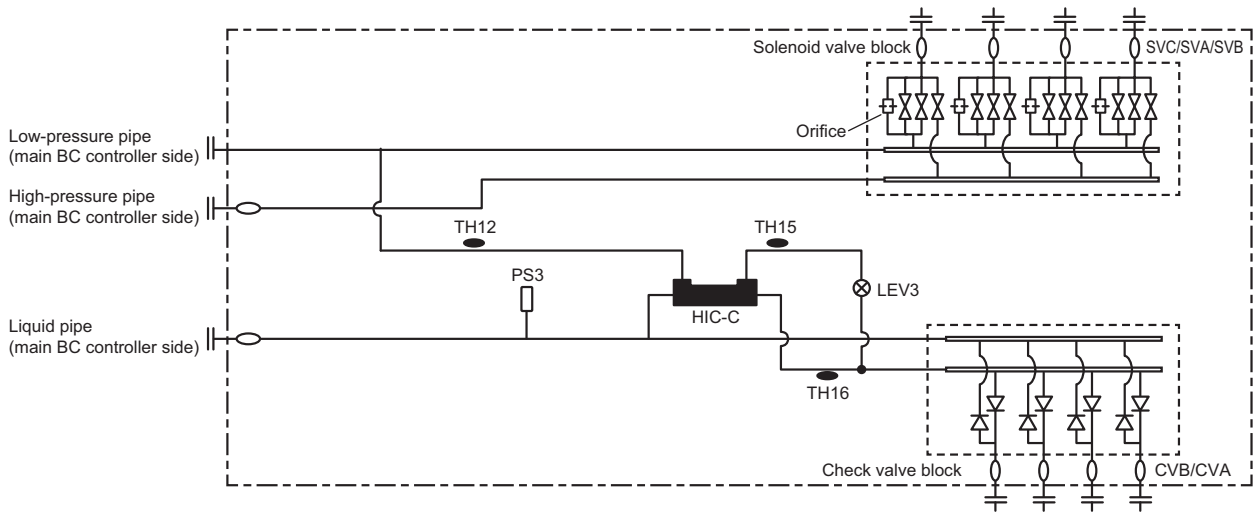 Solenoid valve block
SVC/SVA/SVB
Orifice
Low-pressure pipe
(main BC controller side)
High-pressure pipe
(main BC controller side)
TH12
TH15
PS3
LEV3
HIC-C
Liquid pipe
(main BC controller side)
TH16
Check valve block
CVB/CVA